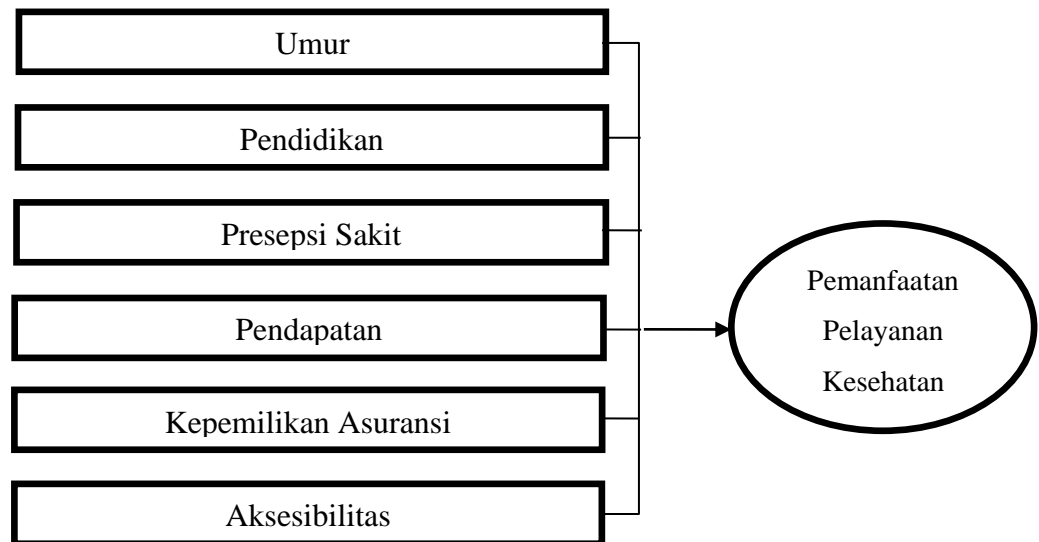 Umur
Pendidikan
Presepsi Sakit
Pendapatan
Kepemilikan Asuransi
Aksesibilitas
Pemanfaatan
Pelayanan
Kesehatan